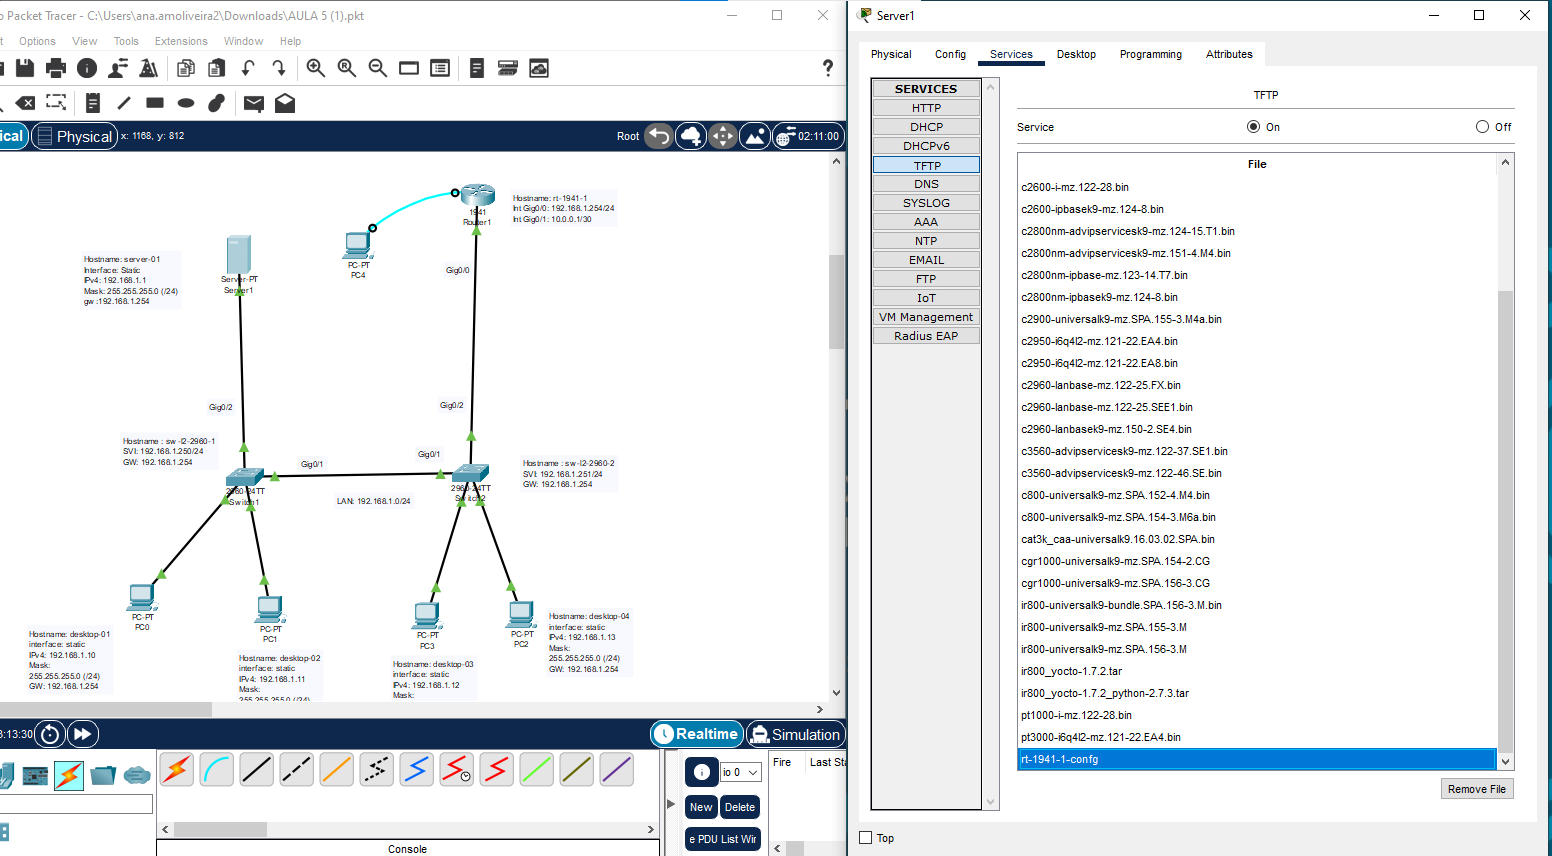 Packet Tracer - C:\Users\ana.amoliveira2\Downloads\AULA 5 (1).pkt
Options View Tools Extensions Window Help
Physical x: 1168, y: 812
Root 02:11:00
Hostname: rt-1941-1
Int Gig0/0: 192.168.1.254/24
Int Gig0/1: 10.0.0.1/30
1941
Router1
PC-PT
PC4
Gig0/0
Hostname: server-01
Interface: Static
IPv4: 192.168.1.1
Mask: 255.255.255.0 (/24)
gw :192.168.1.254
Server-PT
Server1
Gig0/2
Gig0/2
Hostname : sw-l2-2960-1
SVI: 192.168.1.250/24
GW: 192.168.1.254
Gig0/1
Gig0/1
Hostname : sw-l2-2960-2
SVI: 192.168.1.251/24
GW: 192.168.1.254
2960-24TT
Switch1
LAN: 192.168.1.0/24
2960-24TT
Switch2
PC-PT
PC0
PC-PT
PC1
PC-PT
PC3
PC-PT
PC2
Hostname: desktop-01
interface: static
IPv4: 192.168.1.10
Mask:
255.255.255.0 (/24)
GW: 192.168.1.254
Hostname: desktop-02
interface: static
IPv4: 192.168.1.11
Mask:
255.255.255.0 (/24)
Hostname: desktop-03
interface: static
IPv4: 192.168.1.12
Mask:
Hostname: desktop-04
interface: static
IPv4: 192.168.1.13
Mask:
255.255.255.0 (/24)
GW: 192.168.1.254
:13:30
Realtime Simulation
io 0
Fire Last Sta
New Delete
e PDU List Wir
Console
Server1
Physical Config Services Desktop Programming Attributes
SERVICES
HTTP
DHCP
DHCPv6
TFTP
DNS
SYSLOG
AAA
NTP
EMAIL
FTP
IoT
VM Management
Radius EAP
TFTP
Service On Off
File
c2600-i-mz.122-28.bin
c2600-ipbasek9-mz.124-8.bin
c2800nm-advipservicesk9-mz.124-15.T1.bin
c2800nm-advipservicesk9-mz.151-4.M4.bin
c2800nm-ipbase-mz.123-14.T7.bin
c2800nm-ipbasek9-mz.124-8.bin
c2900-universalk9-mz.SPA.155-3.M4a.bin
c2950-i6q4l2-mz.121-22.EA4.bin
c2950-i6q4l2-mz.121-22.EA8.bin
c2960-lanbase-mz.122-25.FX.bin
c2960-lanbase-mz.122-25.SEE1.bin
c2960-lanbasek9-mz.150-2.SE4.bin
c3560-advipservicesk9-mz.122-37.SE1.bin
c3560-advipservicesk9-mz.122-46.SE.bin
c800-universalk9-mz.SPA.152-4.M4.bin
c800-universalk9-mz.SPA.154-3.M6a.bin
cat3k_caa-universalk9.16.03.02.SPA.bin
cgr1000-universalk9-mz.SPA.154-2.CG
cgr1000-universalk9-mz.SPA.156-3.CG
ir800-universalk9-bundle.SPA.156-3.M.bin
ir800-universalk9-mz.SPA.155-3.M
ir800-universalk9-mz.SPA.156-3.M
ir800_yocto-1.7.2.tar
ir800_yocto-1.7.2_python-2.7.3.tar
pt1000-i-mz.122-28.bin
pt3000-i6q4l2-mz.121-22.EA4.bin
rt-1941-1-confg
Remove File
Top